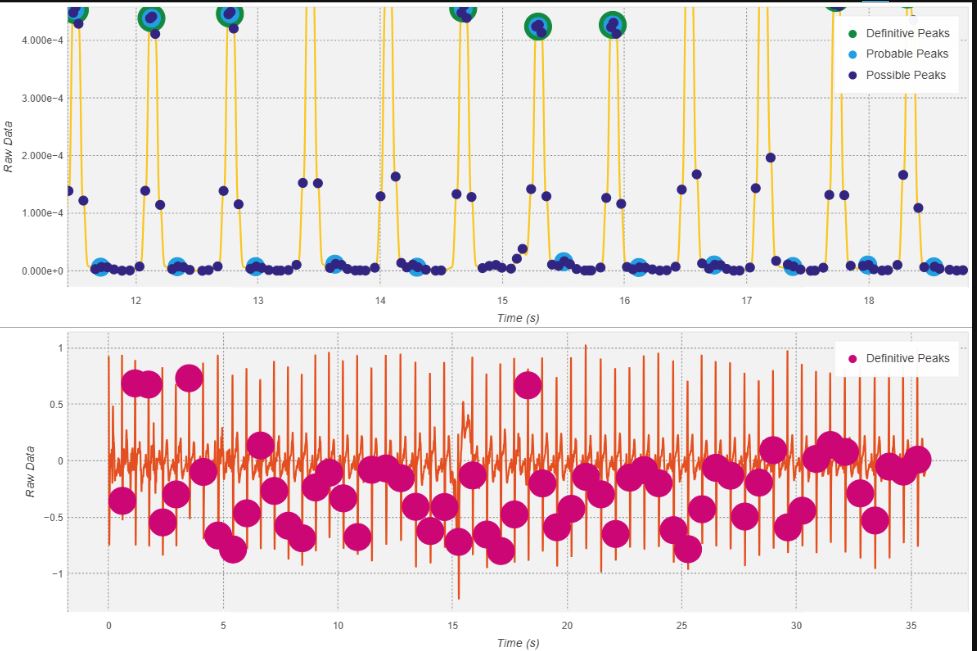 4.000e−4
3.000e−4
2.000e−4
1.000e−4
0.000e+0
Raw Data
12 13 14 15 16 17 18
Time (s)
Definitive Peaks
Probable Peaks
Possible Peaks
1
0.5
0
−0.5
−1
Raw Data
0 5 10 15 20 25 30 35
Time (s)
Definitive Peaks